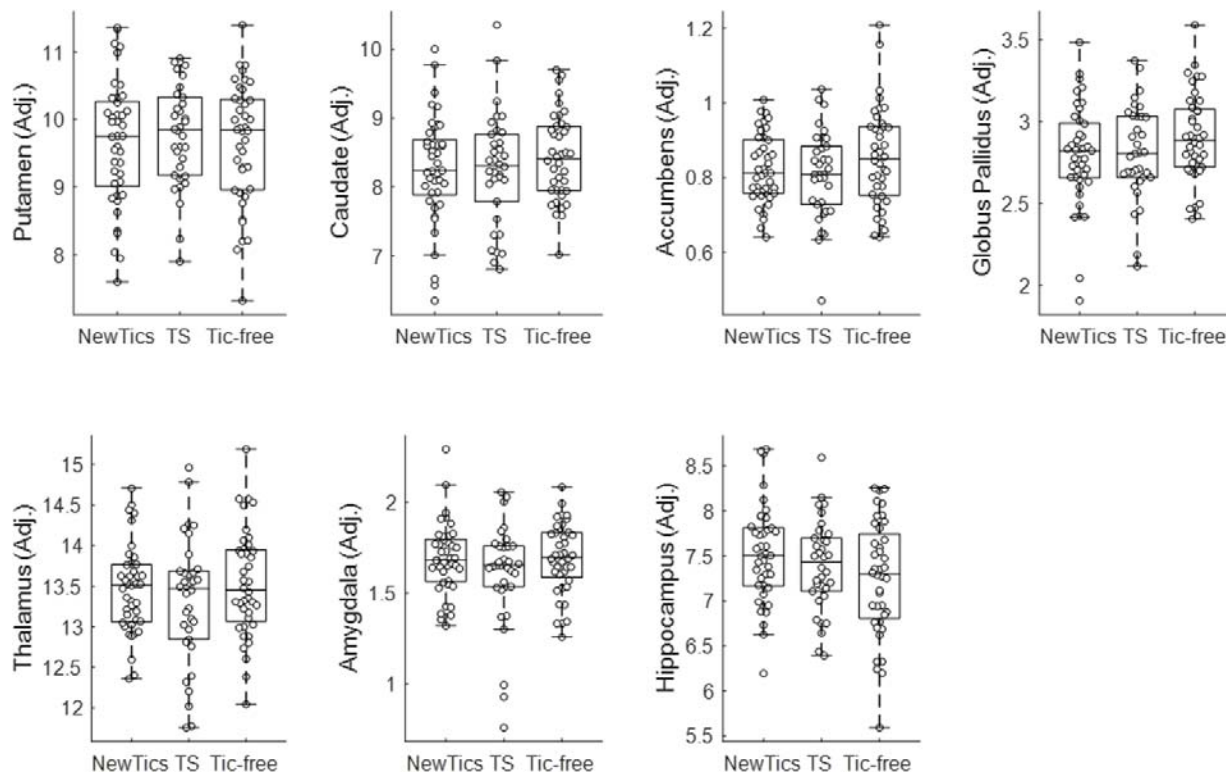 Putamen (Adj.)
11
10
9
8
NewTics TS Tic-free
Caudate (Adj.)
10
8
7
NewTics TS Tic-free
Accumbens (Adj.)
1.2
1
0.8
0.6
NewTics TS Tic-free
Globus Pallidus (Adj.)
3.5
3
2.5
2
NewTics TS Tic-free
Thalamus (Adj.)
15
14.5
14
13.5
13
12.5
12
NewTics TS Tic-free
Amygdala (Adj.)
2
1.5
1
NewTics TS Tic-free
Hippocampus (Adj.)
8.5
8
7.5
7
6.5
6
5.5
NewTics TS Tic-free